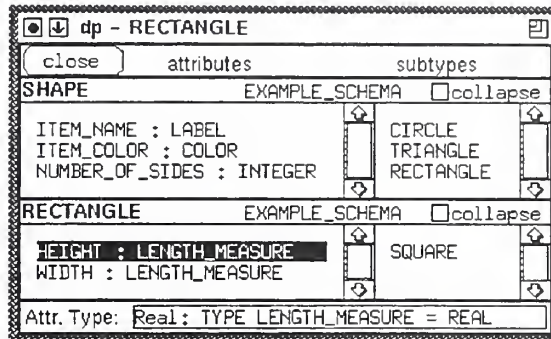 dp - RECTANGLE
close attributes subtypes
SHAPE EXAMPLE_SCHEMA collapse
ITEM_NAME : LABEL CIRCLE
ITEM_COLOR : COLOR TRIANGLE
NUMBER_OF_SIDES : INTEGER RECTANGLE
RECTANGLE EXAMPLE_SCHEMA collapse
HEIGHT : LENGTH_MEASURE SQUARE
WIDTH : LENGTH_MEASURE
Attr. Type: Real: TYPE LENGTH_MEASURE = REAL